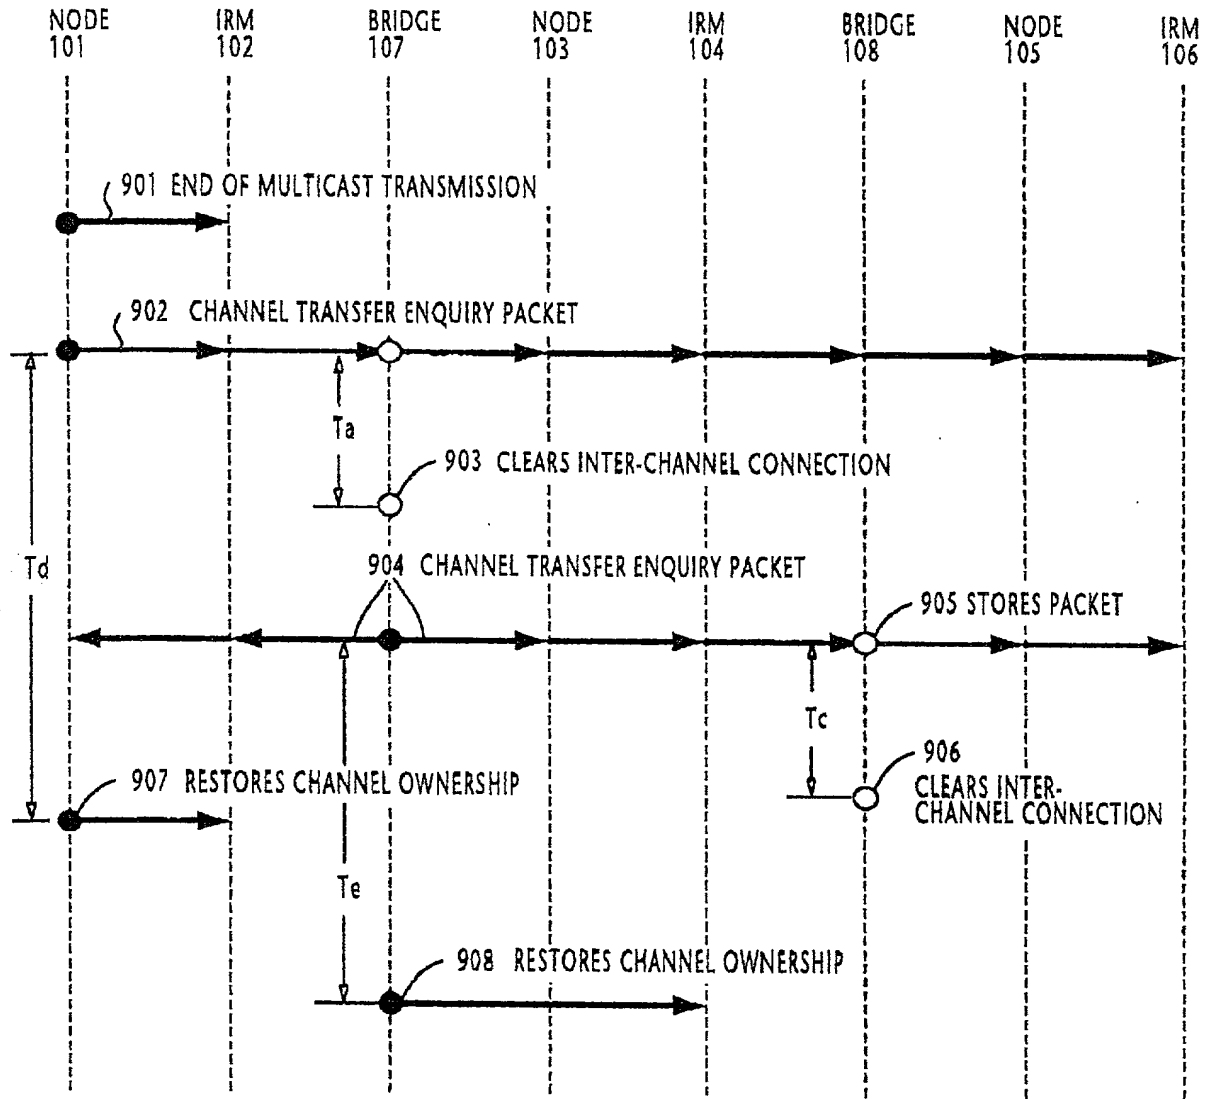 NODE 101
IRM 102
BRIDGE 107
NODE 103
IRM 104
BRIDGE 108
NODE 105
IRM 106
901 END OF MULTICAST TRANSMISSION
902 CHANNEL TRANSFER ENQUIRY PACKET
Ta
903 CLEARS INTER-CHANNEL CONNECTION
Td
904 CHANNEL TRANSFER ENQUIRY PACKET
905 STORES PACKET
Tc
906
CLEARS INTER-
CHANNEL CONNECTION
907 RESTORES CHANNEL OWNERSHIP
Te
908 RESTORES CHANNEL OWNERSHIP